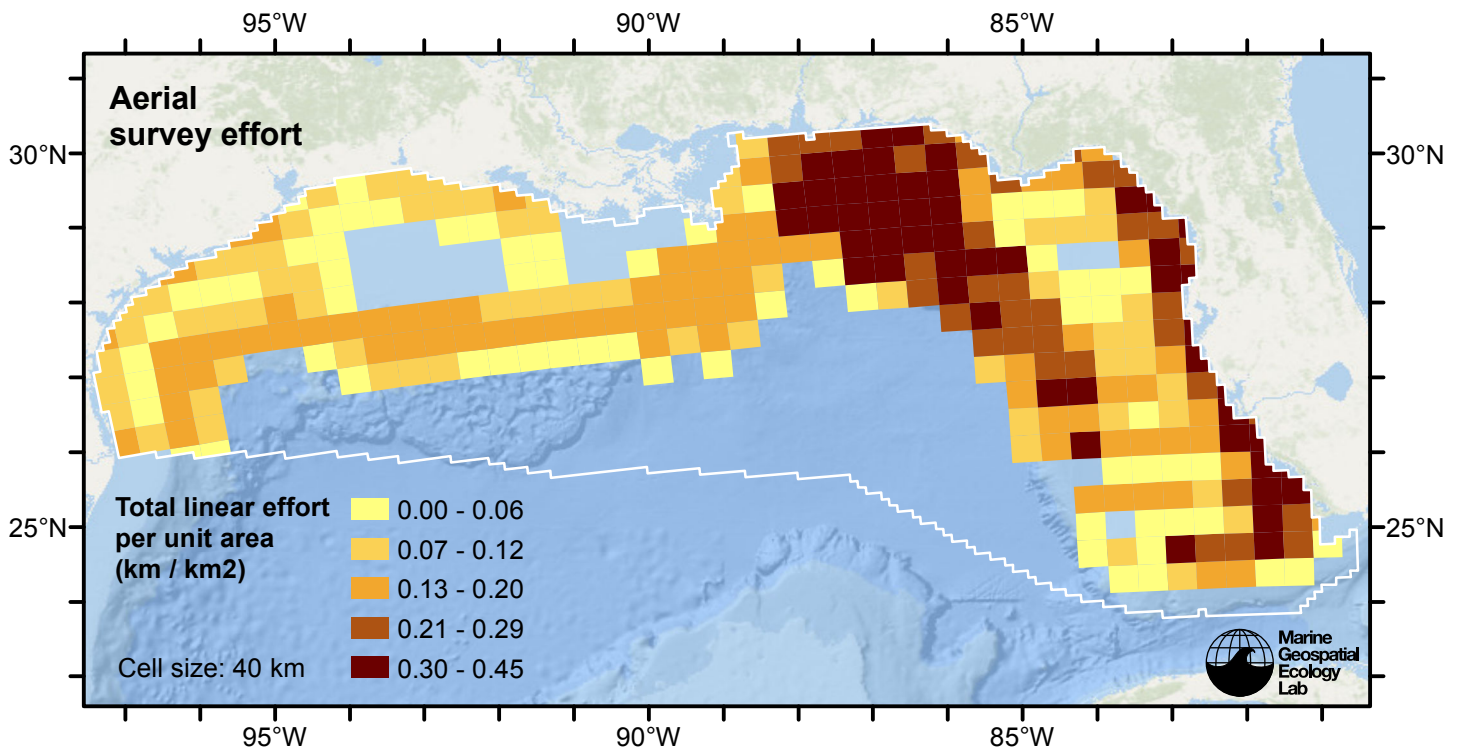 95°W 90°W 85°W
Aerial
survey effort
30°N 30°N
25°N 25°N
Total linear effort
per unit area
(km / km2)
0.00 - 0.06
0.07 - 0.12
0.13 - 0.20
0.21 - 0.29
0.30 - 0.45
Cell size: 40 km
Marine
Geospatial
Ecology
Lab
95°W 90°W 85°W